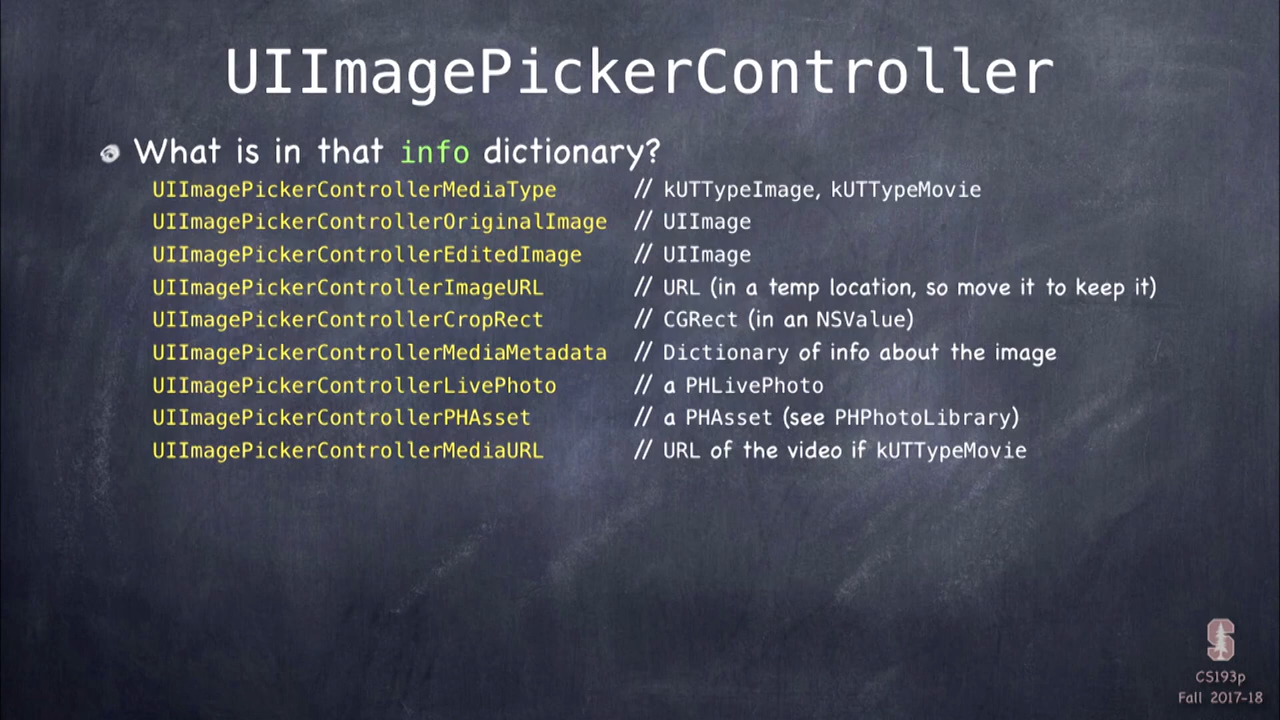 UIImagePickerController
What is in that info dictionary?
UIImagePickerControllerMediaType // kUTTypeImage, kUTTypeMovie
UIImagePickerControllerOriginalImage // UIImage
UIImagePickerControllerEditedImage // UIImage
UIImagePickerControllerImageURL // URL (in a temp location, so move it to keep it)
UIImagePickerControllerCropRect // CGRect (in an NSValue)
UIImagePickerControllerMediaMetadata // Dictionary of info about the image
UIImagePickerControllerLivePhoto // a PHLivePhoto
UIImagePickerControllerPHAsset // a PHAsset (see PHPhotoLibrary)
UIImagePickerControllerMediaURL // URL of the video if kUTTypeMovie
S
CS193p
Fall 2017-18